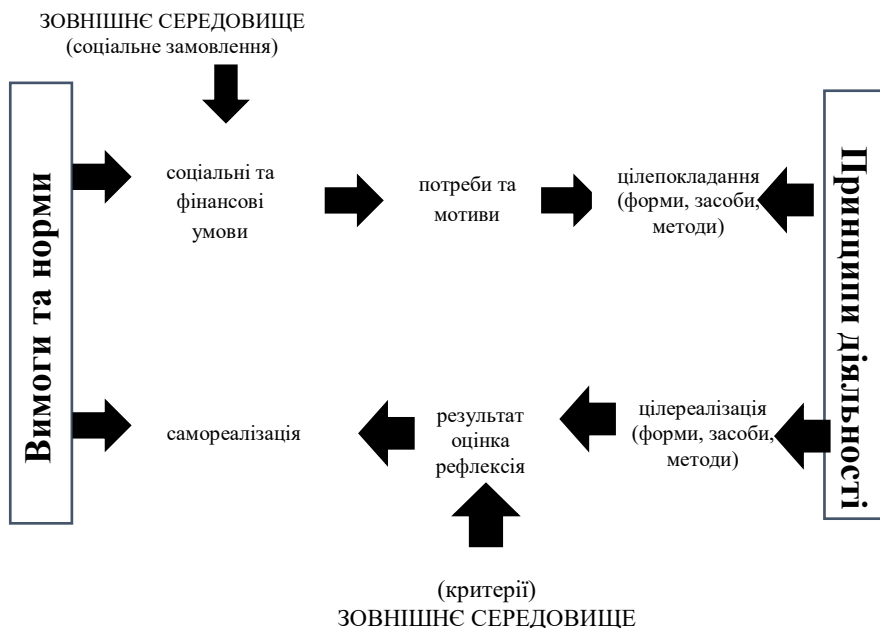 ЗОВНІШНЄ СЕРЕДОВИЩЕ
(соціальне замовлення)
Вимоги та норми
соціальні та
фінансові
умови
потреби та
мотиви
цілепокладання
(форми, засоби,
методи)
Принципи діяльності
самореалізація
результат
оцінка
рефлексія
цілереалізація
(форми, засоби,
методи)
(критерії)
ЗОВНІШНЄ СЕРЕДОВИЩЕ